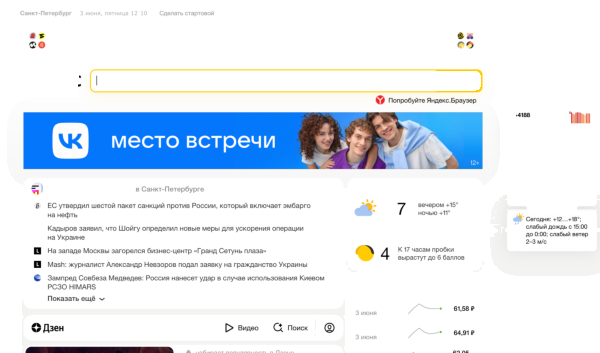 Санкт-Петербург 3 июня, пятница 12 18 Сделать стартовой
Попробуйте Яндекс.Браузер
-4188
VK место встречи
12+
в Санкт-Петербурге
ЕС утвердил шестой пакет санкций против России, который включает эмбарго
на нефть
Кадыров заявил, что Шойгу определил новые меры для ускорения операции
на Украине
На западе Москвы загорелся бизнес-центр «Гранд Сетунь плаза»
Mash: журналист Александр Невзоров подал заявку на гражданство Украины
Зампред Совбеза Медведев: Россия нанесет удар в случае использования Киевом
РСЗО HIMARS
Показать ещё
7 вечером +15°
ночью +11°
4 К 17 часам пробки
вырастут до 6 баллов
Сегодня: +12...+18°;
слабый дождь с 15:00
до 0:00; слабый ветер
2–3 м/с
Дзен Видео Поиск
3 июня 61,58 ₽
3 июня 64,91 ₽